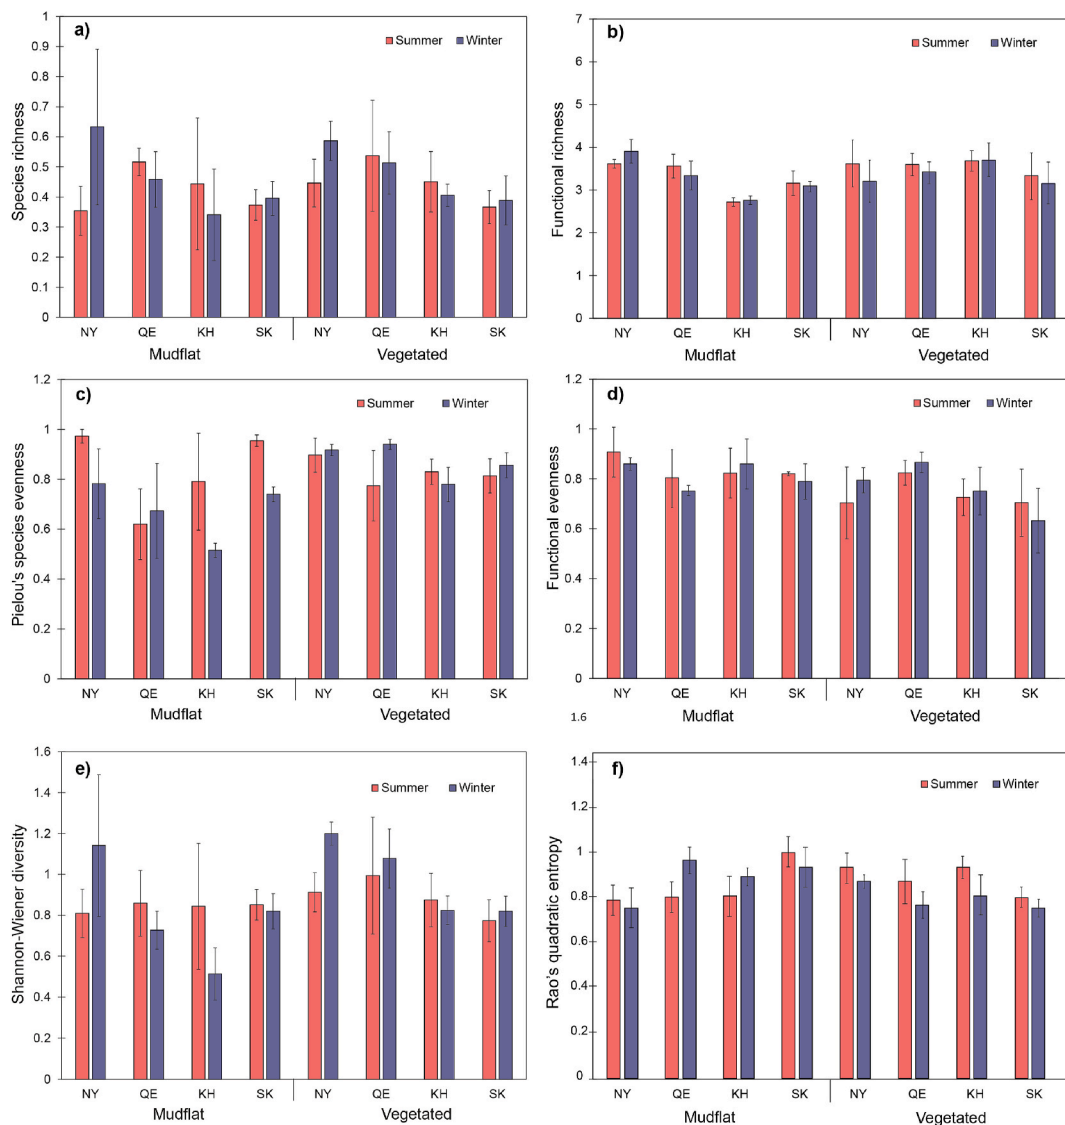 a)
Summer
Winter
Species richness
1
0.9
0.8
0.7
0.6
0.5
0.4
0.3
0.2
0.1
0
NY QE KH SK NY QE KH SK
Mudflat Vegetated
b)
Summer
Winter
Functional richness
7
6
5
4
3
2
1
0
NY QE KH SK NY QE KH SK
Mudflat Vegetated
c)
Summer
Winter
Pielou's species evenness
1.2
1
0.8
0.6
0.4
0.2
0
NY QE KH SK NY QE KH SK
Mudflat Vegetated
d)
Summer
Winter
Functional evenness
1.2
1
0.8
0.6
0.4
0.2
0
NY QE KH SK NY QE KH SK
Mudflat Vegetated
e)
Summer
Winter
Shannon-Wiener diversity
1.6
1.4
1.2
1
0.8
0.6
0.4
0.2
0
NY QE KH SK NY QE KH SK
Mudflat Vegetated
1.6
f)
Summer
Winter
Rao's quadratic entropy
1.4
1.2
1
0.8
0.6
0.4
0.2
0
NY QE KH SK NY QE KH SK
Mudflat Vegetated